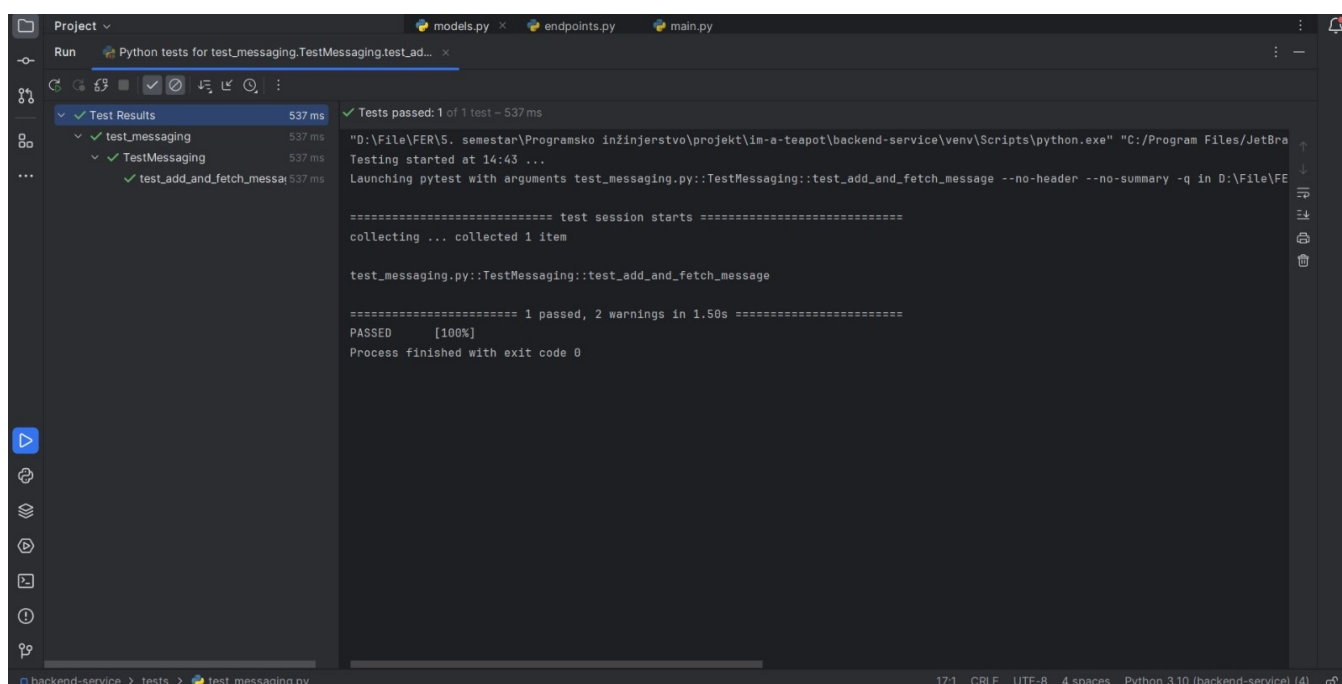 Project
models.py
endpoints.py
main.py
Run
Python tests for test_messaging.TestMessaging.test_ad...
Test Results 537 ms
test_messaging 537 ms
TestMessaging 537 ms
test_add_and_fetch_messa 537 ms
Tests passed: 1 of 1 test – 537 ms
"D:\File\FER\5. semestar\Programsko inžinjerstvo\projekt\im-a-teapot\backend-service\venv\Scripts\python.exe" "C:/Program Files/JetBra
Testing started at 14:43 ...
Launching pytest with arguments test_messaging.py::TestMessaging::test_add_and_fetch_message --no-header --no-summary -q in D:\File\FE
============================= test session starts =============================
collecting ... collected 1 item
test_messaging.py::TestMessaging::test_add_and_fetch_message
======================== 1 passed, 2 warnings in 1.50s ========================
PASSED [100%]
Process finished with exit code 0
backend-service > tests > test_messaging.py
17:1 CRLF UTF-8 4 spaces Python 3.10 (backend-service) (4)